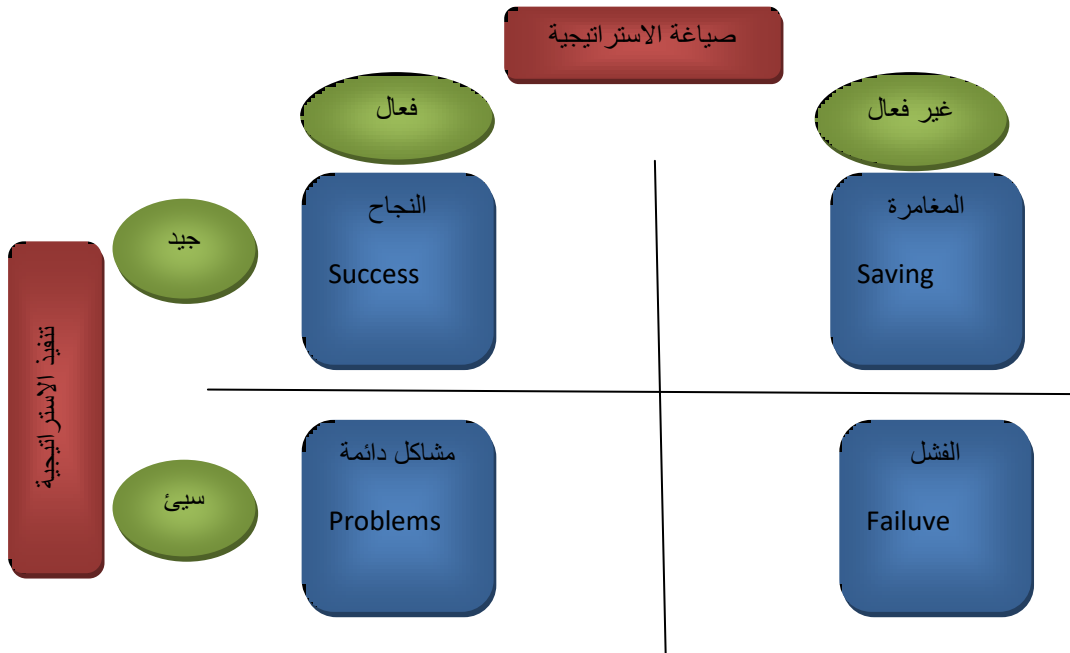 صياغة الاستراتيجية
فعال
غير فعال
جيد
النجاح
Success
المغامرة
Saving
تنفيذ الاستراتيجية
سيئ
مشاكل دائمة
Problems
الفشل
Failuve